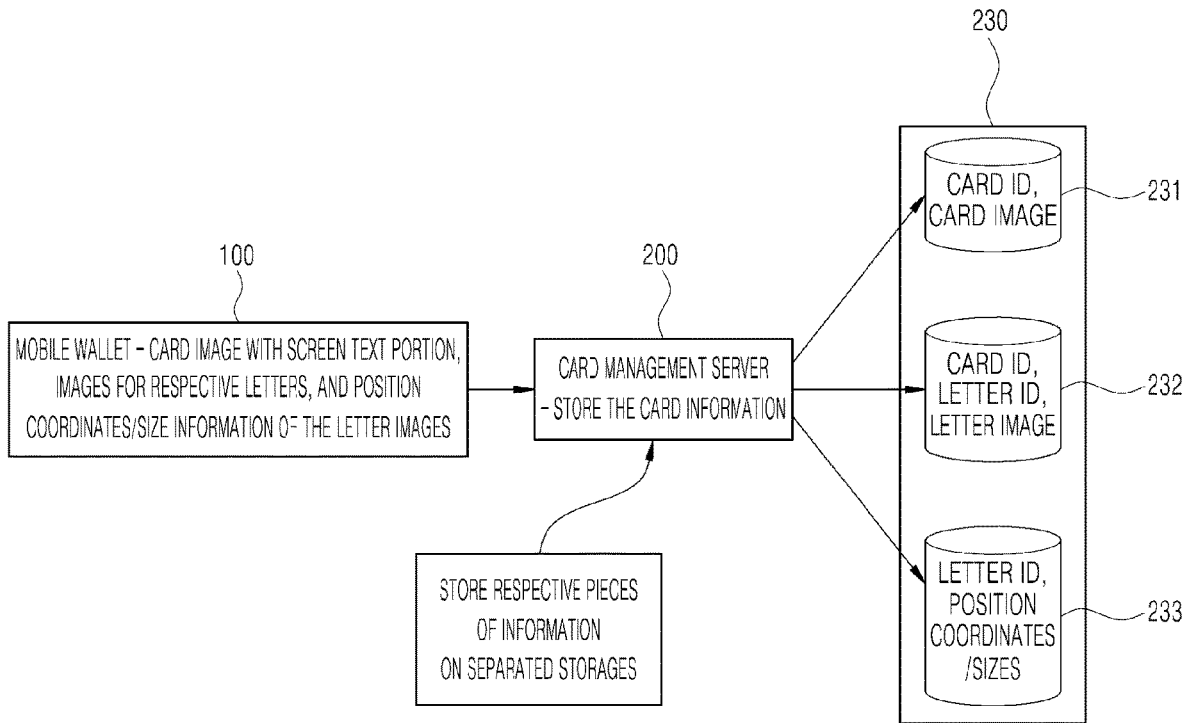 230
CARD ID,
CARD IMAGE
231
100
200
MOBILE WALLET – CARD IMAGE WITH SCREEN TEXT PORTION,
IMAGES FOR RESPECTIVE LETTERS, AND POSITION
COORDINATES/SIZE INFORMATION OF THE LETTER IMAGES
CARD MANAGEMENT SERVER
– STORE THE CARD INFORMATION
CARD ID,
LETTER ID,
LETTER IMAGE
232
STORE RESPECTIVE PIECES
OF INFORMATION
ON SEPARATED STORAGES
LETTER ID,
POSITION
COORDINATES
/SIZES
233